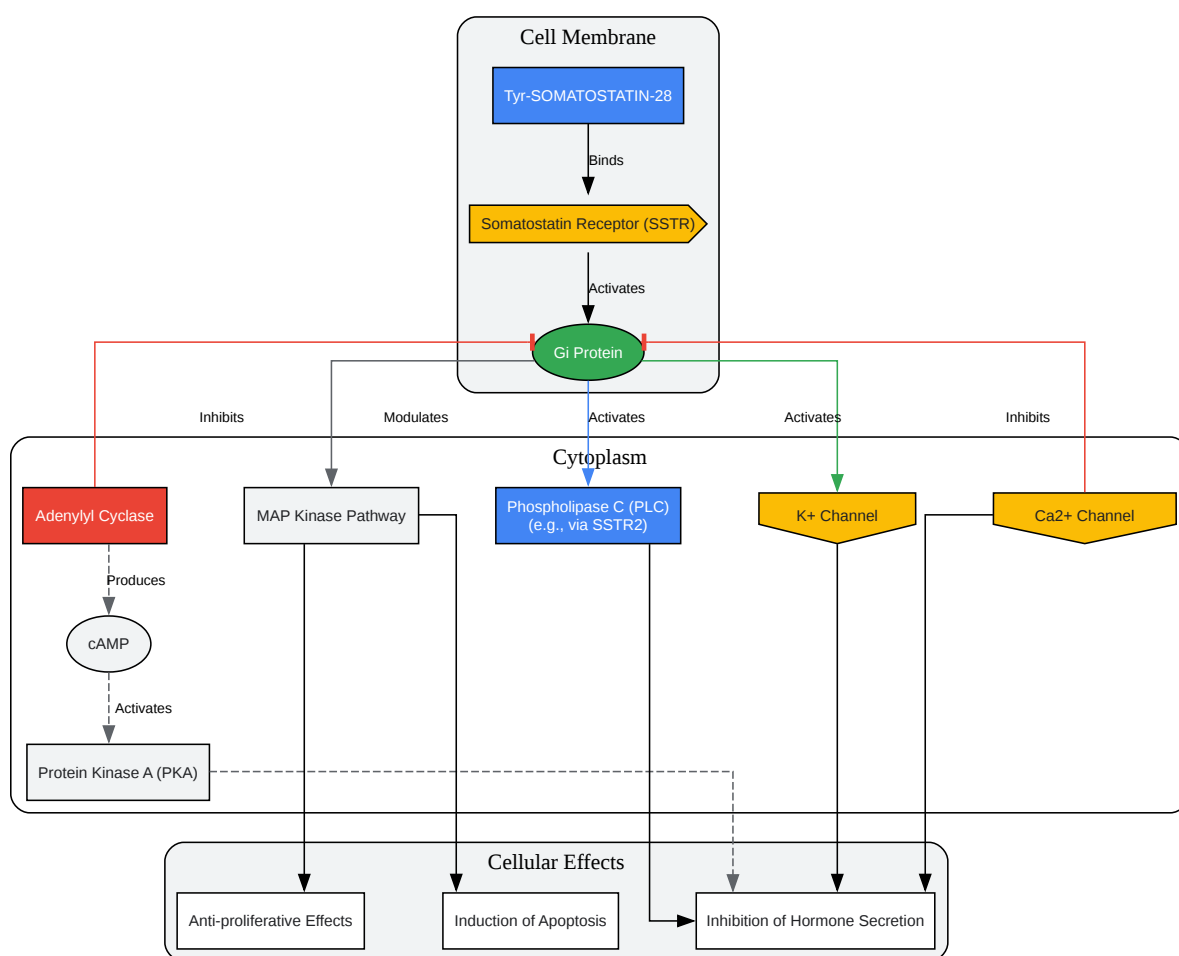 Cell Membrane
Tyr-SOMATOSTATIN-28
Binds
Somatostatin Receptor (SSTR)
Activates
Gi Protein
Inhibits
Modulates
Activates
Activates
Inhibits
Cytoplasm
Adenylyl Cyclase
MAP Kinase Pathway
Phospholipase C (PLC)
(e.g., via SSTR2)
K+ Channel
Ca2+ Channel
Produces
cAMP
Activates
Protein Kinase A (PKA)
Cellular Effects
Anti-proliferative Effects
Induction of Apoptosis
Inhibition of Hormone Secretion